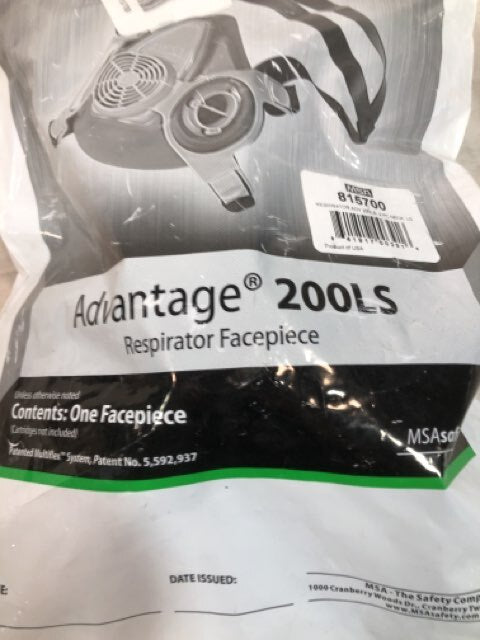 MSA
815700
Product of USA
Advantage® 200LS
Respirator Facepiece
Unless otherwise noted
Contents: One Facepiece
(Cartridges not included)
Patented Multiflex™ System, Patent No. 5,592,937
MSAsaf
E:
DATE ISSUED:
MSA - The Safety Comp
1000 Cranberry Woods Dr., Cranberry Tw
www.MSAsafety.com